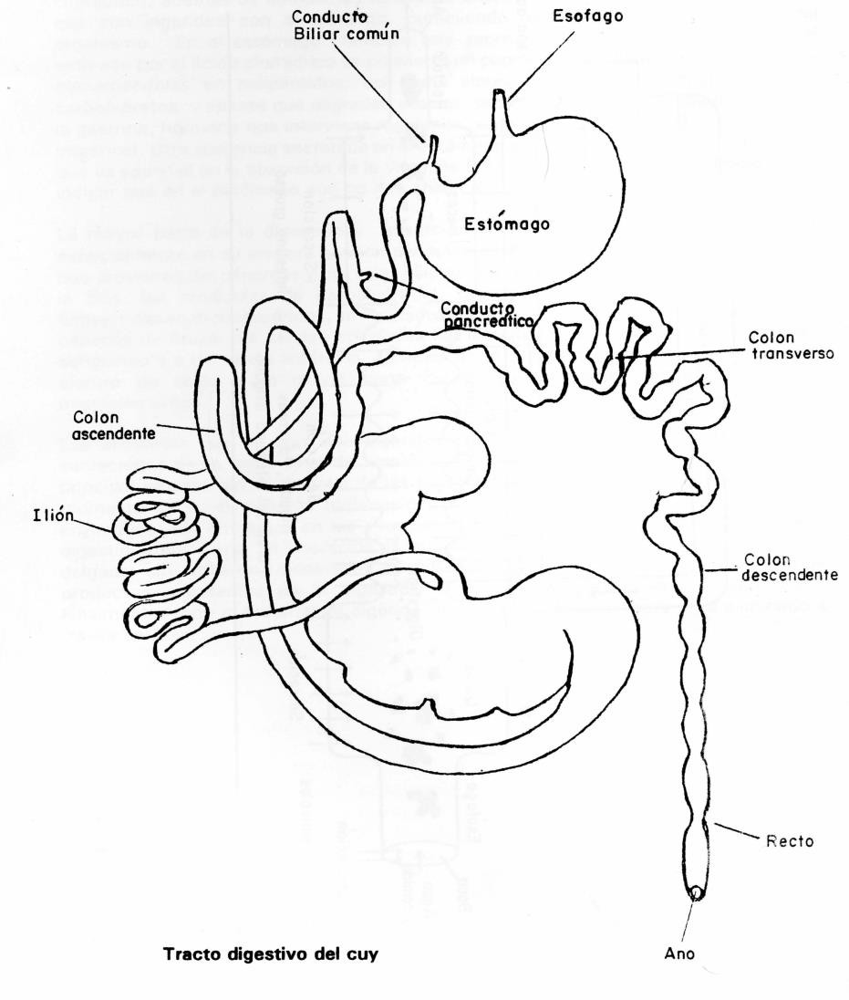 Conducto
Biliar común
Esofago
Estómago
Conducto
pancreático
Colon
transverso
Colon
ascendente
Ilión
Colon
descendente
Recto
Ano
Tracto digestivo del cuy